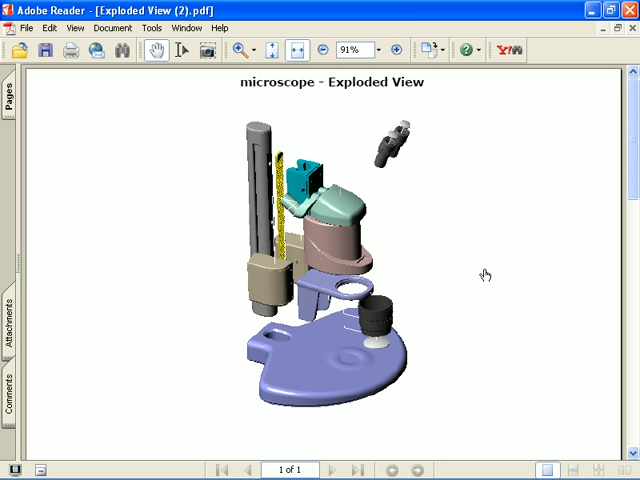 Adobe Reader - [Exploded View (2).pdf]
File Edit View Document Tools Window Help
91%
Y!
Pages
Attachments
Comments
microscope - Exploded View
1 of 1